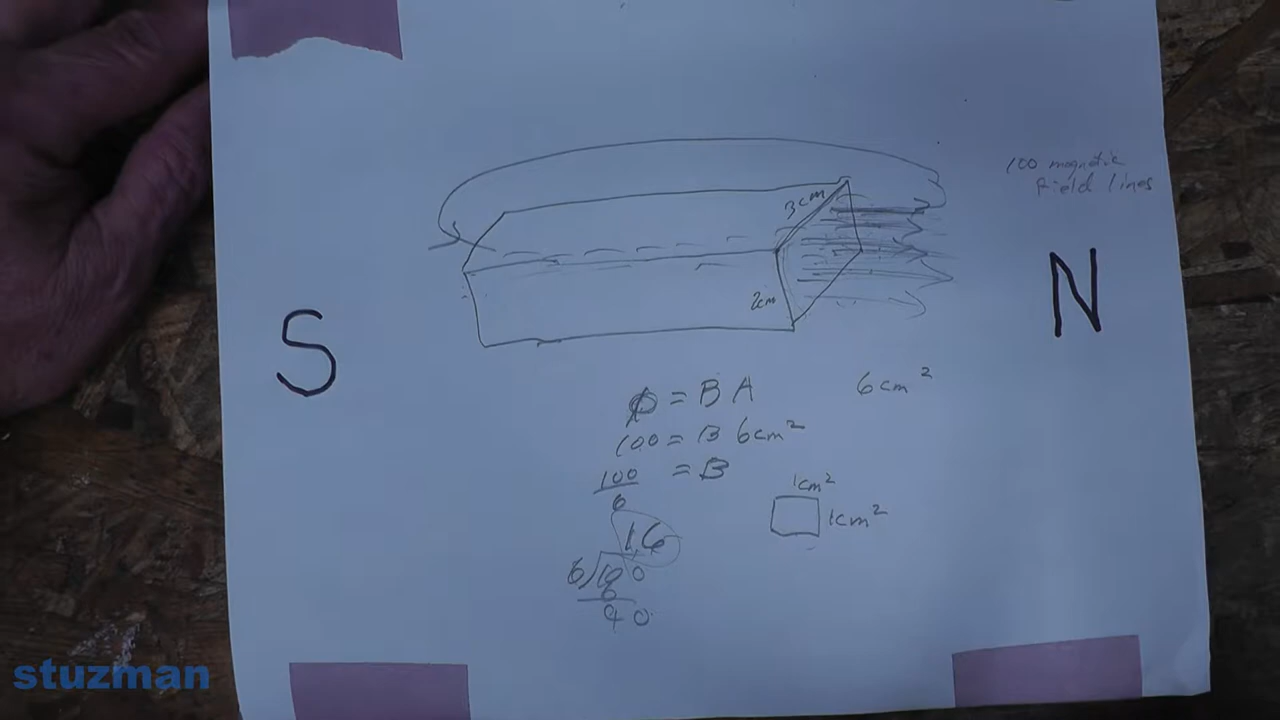 100 magnetic
field lines
3cm
2cm
S
N
φ = B A
6cm²
100 = B 6cm²
100 = B
6
1cm²
1cm²
16
6)100
6
40
stuzman